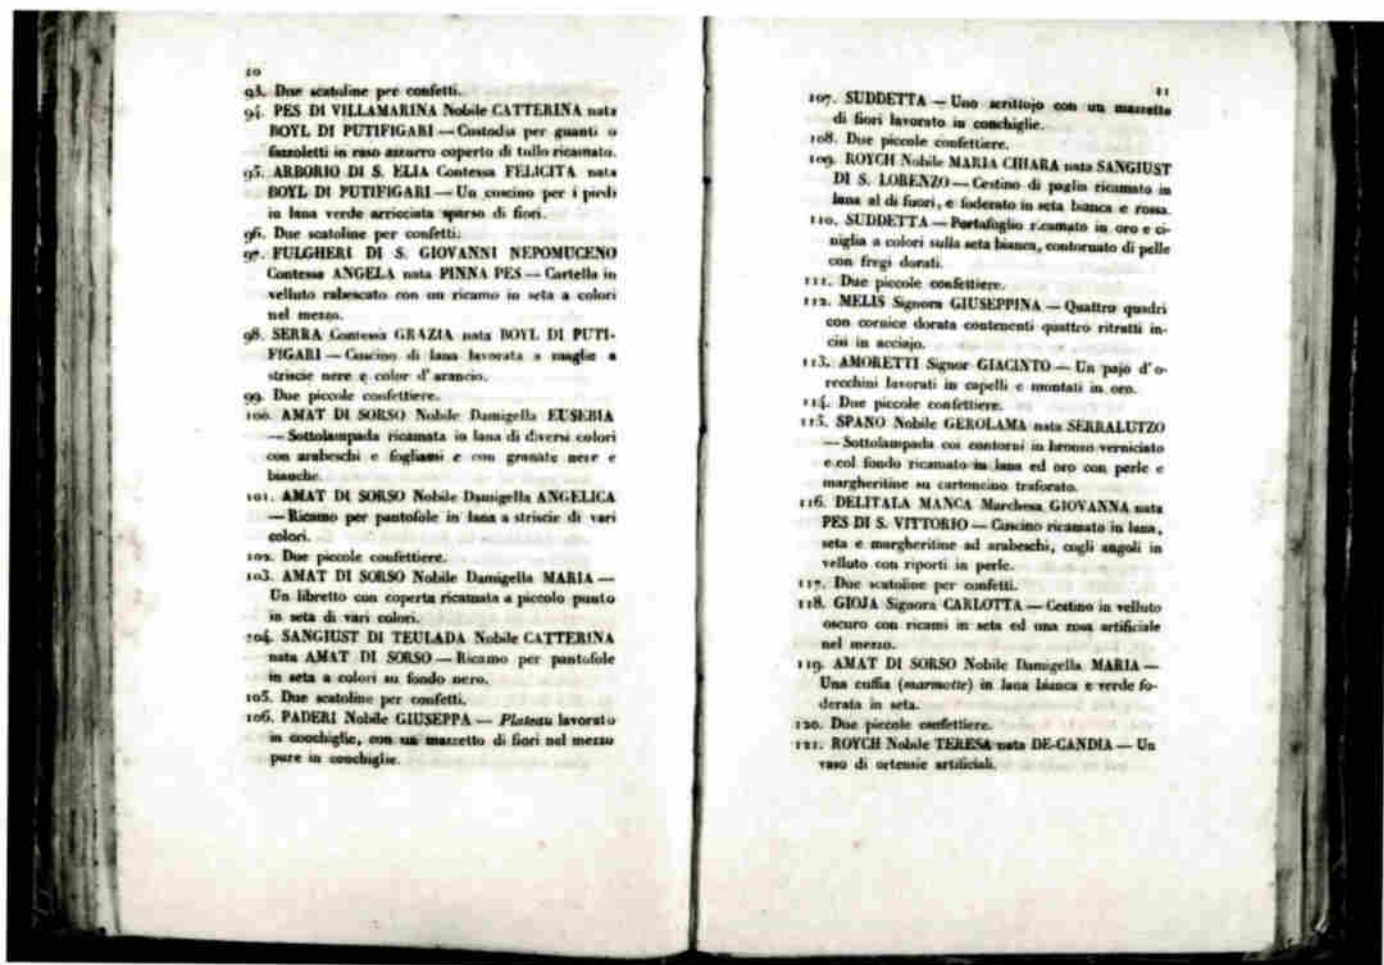 10
93. Due scatoline per confetti.
94. PES DI VILLAMARINA Nobile CATTERINA nata
BOYL DI PUTIFIGARI — Custodia per guanti o
fazzoletti in raso azzurro coperto di tullo ricamato.
95. ARBORIO DI S. ELIA Contessa FELICITA nata
BOYL DI PUTIFIGARI — Un cuscino per i piedi
in lana verde arricciata sparso di fiori.
96. Due scatoline per confetti.
97. FULGHERI DI S. GIOVANNI NEPOMUCENO
Contessa ANGELA nata PINNA PES — Cartella in
velluto rabescato con un ricamo in seta a colori
nel mezzo.
98. SERRA Contessa GRAZIA nata BOYL DI PUTI-
FIGARI — Cuscino di lana lavorata a maglie a
striscie nere e color d'arancio.
99. Due piccole confettiere.
100. AMAT DI SORSO Nobile Damigella EUSEBIA
— Sottolampada ricamata in lana di diversi colori
con arabeschi e fogliami e con granate nere e
bianche.
101. AMAT DI SORSO Nobile Damigella ANGELICA
— Ricamo per pantofole in lana a striscie di vari
colori.
102. Due piccole confettiere.
103. AMAT DI SORSO Nobile Damigella MARIA —
Un libretto con coperta ricamata a piccolo punto
in seta di vari colori.
104. SANGIUST DI TEULADA Nobile CATTERINA
nata AMAT DI SORSO — Ricamo per pantofole
in seta a colori su fondo nero.
105. Due scatoline per confetti.
106. PADERI Nobile GIUSEPPA — Plateau lavorato
in conchiglie, con un mazzetto di fiori nel mezzo
pure in conchiglie.
11
107. SUDDETTA — Uno scrittojo con un mazzetto
di fiori lavorato in conchiglie.
108. Due piccole confettiere.
109. ROYCH Nobile MARIA CHIARA nata SANGIUST
DI S. LORENZO — Cestino di paglia ricamato in
lana al di fuori, e foderato in seta bianca e rossa.
110. SUDDETTA — Portafoglio ricamato in oro e ci-
niglia a colori sulla seta bianca, contornato di pelle
con fregi dorati.
111. Due piccole confettiere.
112. MELIS Signora GIUSEPPINA — Quattro quadri
con cornice dorata contenenti quattro ritratti in-
cisi in acciajo.
113. AMORETTI Signor GIACINTO — Un pajo d'o-
recchini lavorati in capelli e montati in oro.
114. Due piccole confettiere.
115. SPANO Nobile GEROLAMA nata SERRALUTZO
— Sottolampada coi contorni in bronzo verniciato
e col fondo ricamato in lana ed oro con perle e
margheritine su cartoncino traforato.
116. DELITALA MANCA Marchesa GIOVANNA nata
PES DI S. VITTORIO — Cuscino ricamato in lana,
seta e margheritine ad arabeschi, cogli angoli in
velluto con riporti in perle.
117. Due scatoline per confetti.
118. GIOJA Signora CARLOTTA — Cestino in velluto
oscuro con ricami in seta ed una rosa artificiale
nel mezzo.
119. AMAT DI SORSO Nobile Damigella MARIA —
Una cuffia (marmotte) in lana bianca e verde fo-
derata in seta.
120. Due piccole confettiere.
121. ROYCH Nobile TERESA nata DE-CANDIA — Un
vaso di ortensie artificiali.